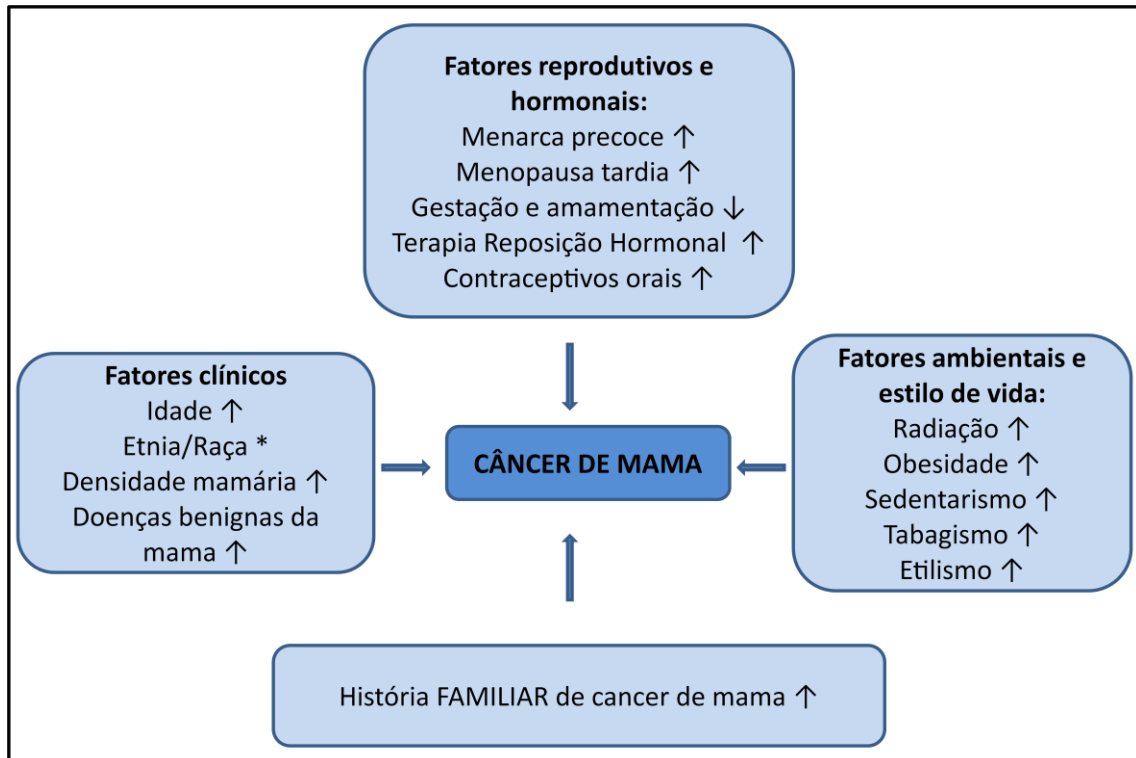 Fatores reprodutivos e
hormonais:
Menarca precoce ↑
Menopausa tardia ↑
Gestação e amamentação ↓
Terapia Reposição Hormonal ↑
Contraceptivos orais ↑
Fatores clínicos
Idade ↑
Etnia/Raça *
Densidade mamária ↑
Doenças benignas da
mama ↑
CÂNCER DE MAMA
Fatores ambientais e
estilo de vida:
Radiação ↑
Obesidade ↑
Sedentarismo ↑
Tabagismo ↑
Etilismo ↑
História FAMILIAR de cancer de mama ↑